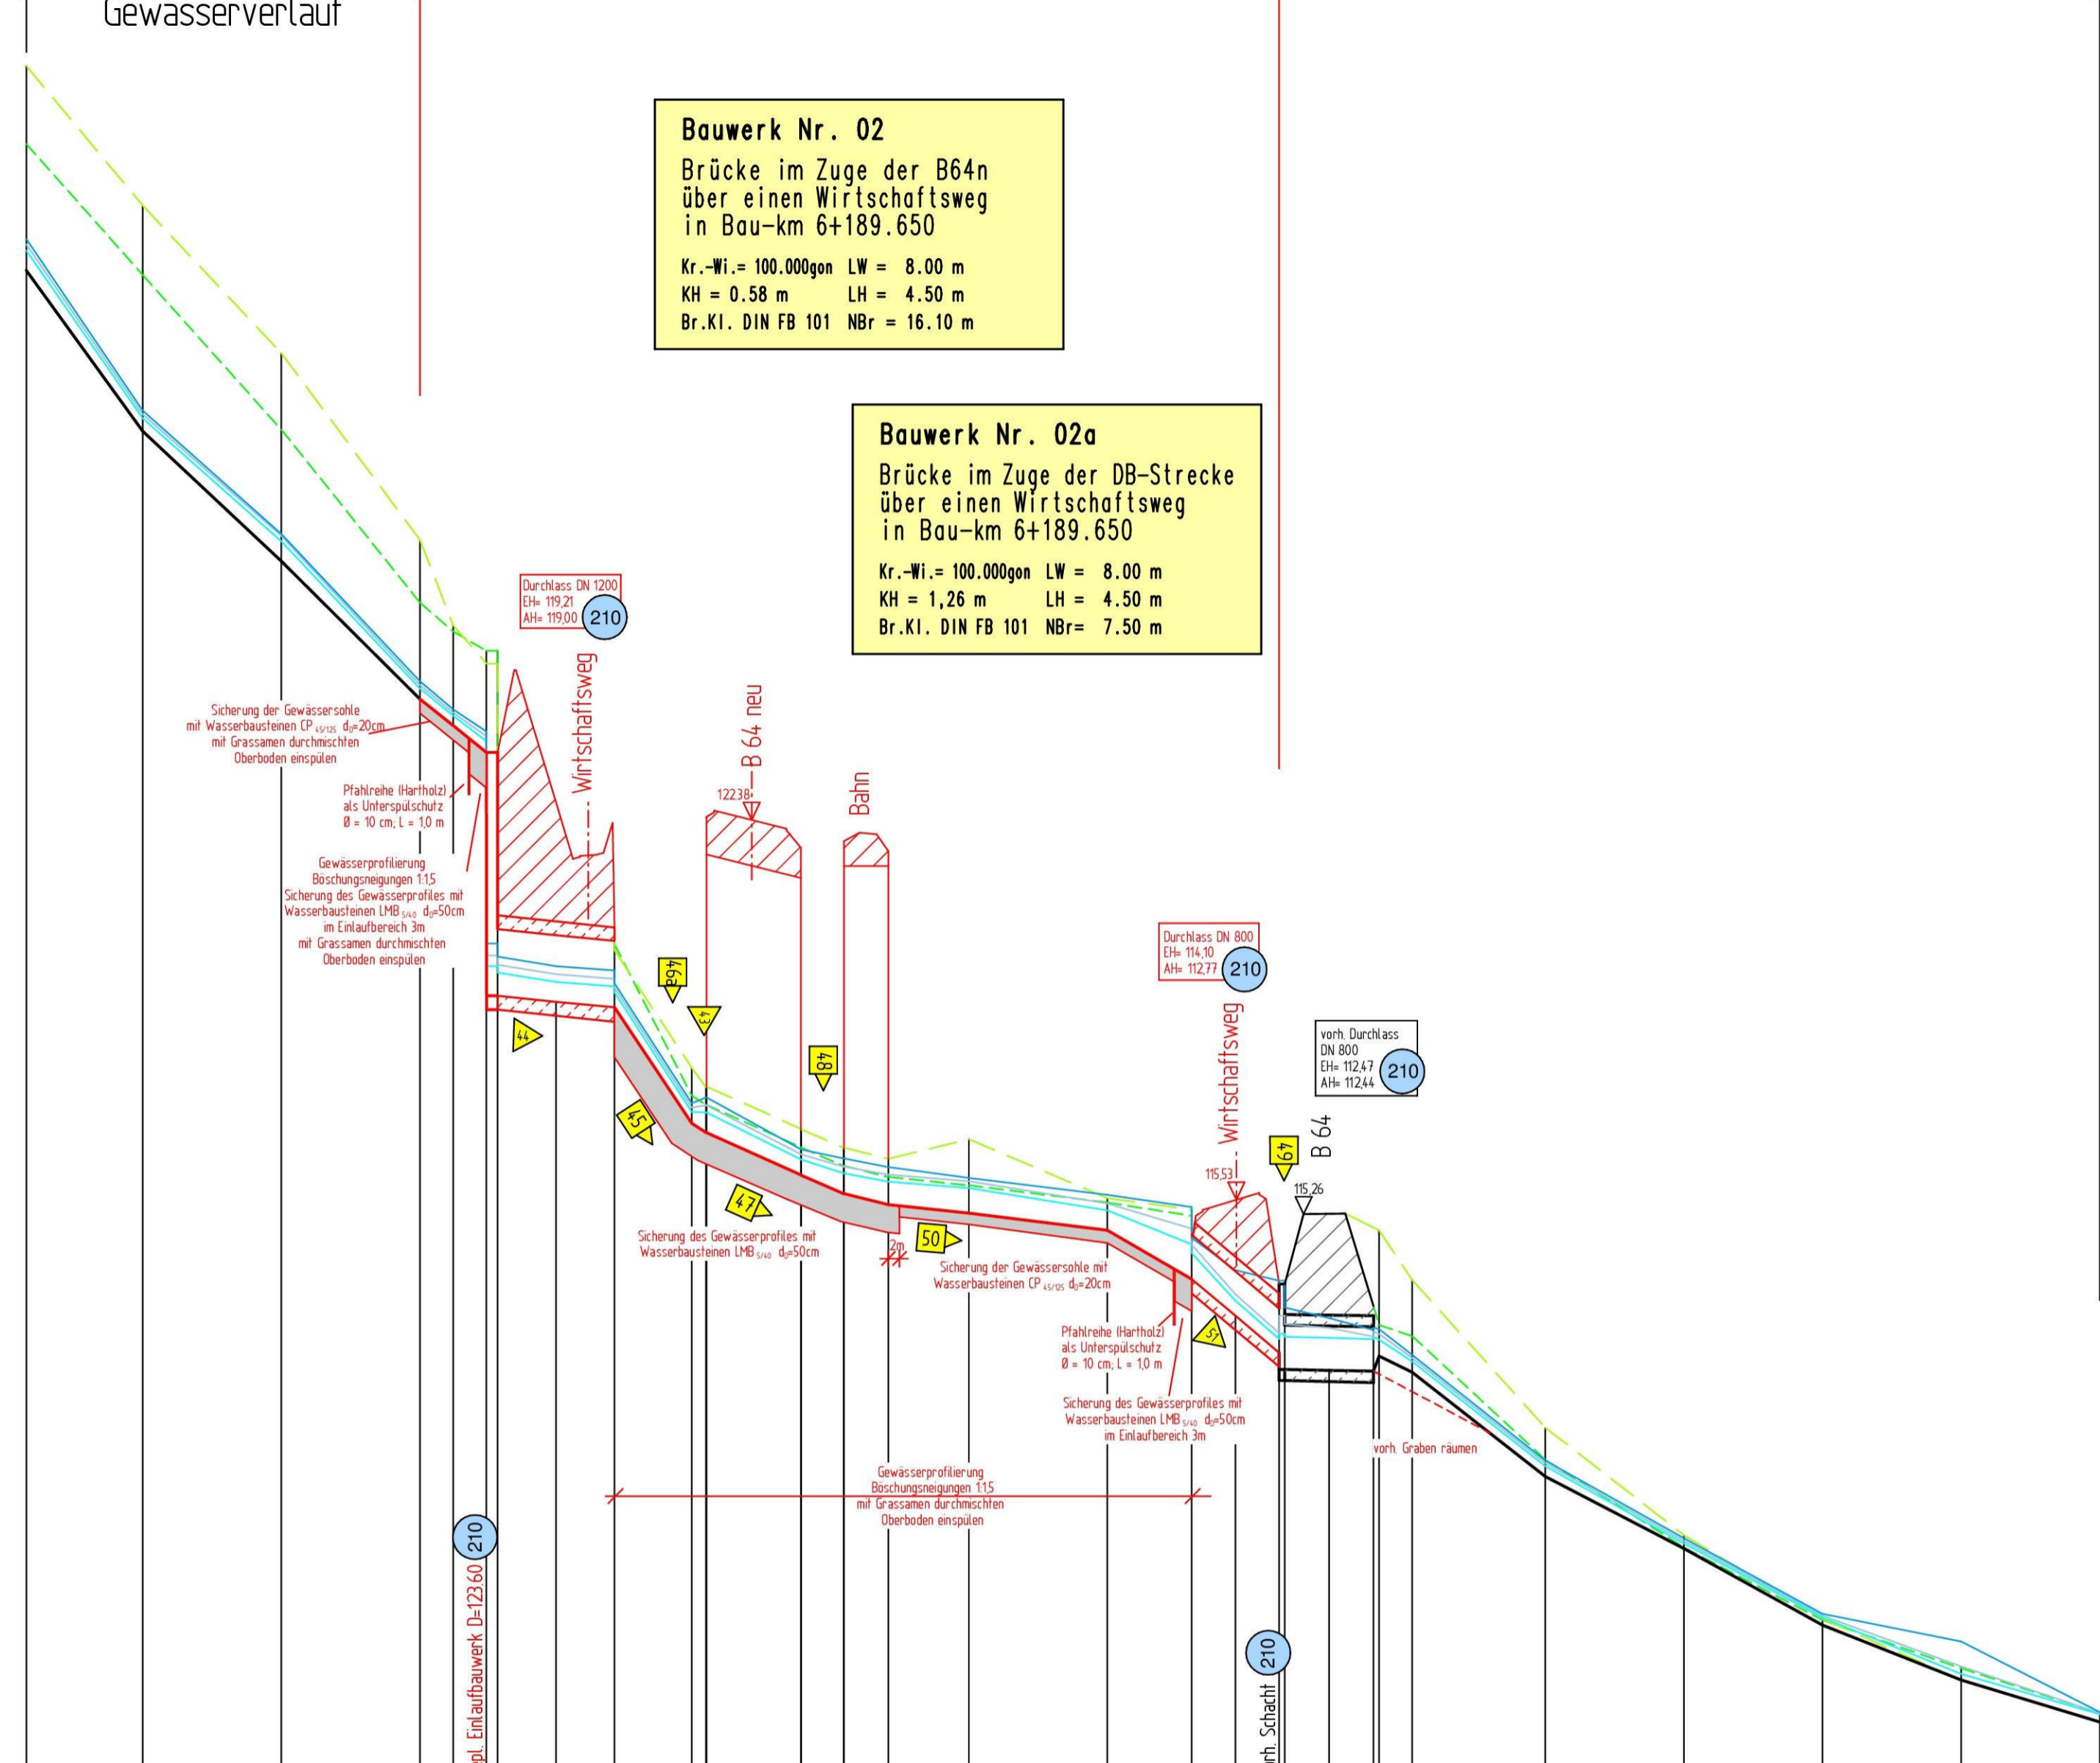 Gewässerverlauf
Bauwerk Nr. 02
Brücke im Zuge der B64n
über einen Wirtschaftsweg
in Bau-km 6+189.650
Kr.-Wi.= 100.000gon LW = 8.00 m
KH = 0.58 m LH = 4.50 m
Br.Kl. DIN FB 101 NBr = 16.10 m
Bauwerk Nr. 02a
Brücke im Zuge der DB-Strecke
über einen Wirtschaftsweg
in Bau-km 6+189.650
Kr.-Wi.= 100.000gon LW = 8.00 m
KH = 1,26 m LH = 4.50 m
Br.Kl. DIN FB 101 NBr= 7.50 m
Durchlass DN 1200
EH= 119,21
AH= 119,00
210
Wirtschaftsweg
B 64 neu
122.38
Bahn
Sicherung der Gewässersohle
mit Wasserbausteinen CP 45/125 d₀=20cm
mit Grassamen durchmischten
Oberboden einspülen
Pfahlreihe (Hartholz)
als Unterspülschutz
Ø = 10 cm; L = 1,0 m
Gewässerprofilierung
Böschungsneigungen 1:1,5
Sicherung des Gewässerprofiles mit
Wasserbausteinen LMB 5/40 d₀=50cm
im Einlaufbereich 3m
mit Grassamen durchmischten
Oberboden einspülen
44
46a
43
48
45
47
Sicherung des Gewässerprofiles mit
Wasserbausteinen LMB 5/40 d₀=50cm
2m
50
Sicherung der Gewässersohle mit
Wasserbausteinen CP 45/125 d₀=20cm
Durchlass DN 800
EH= 114,10
AH= 112,77
210
Wirtschaftsweg
115,53
49
vorh. Durchlass
DN 800
EH= 112,47
AH= 112,44
210
B 64
115,26
51
Pfahlreihe (Hartholz)
als Unterspülschutz
Ø = 10 cm; L = 1,0 m
Sicherung des Gewässerprofiles mit
Wasserbausteinen LMB 5/40 d₀=50cm
im Einlaufbereich 3m
vorh. Graben räumen
Gewässerprofilierung
Böschungsneigungen 1:1,5
mit Grassamen durchmischten
Oberboden einspülen
210
pl. Einlaufbauwerk D=123.60
210
rh. Schacht